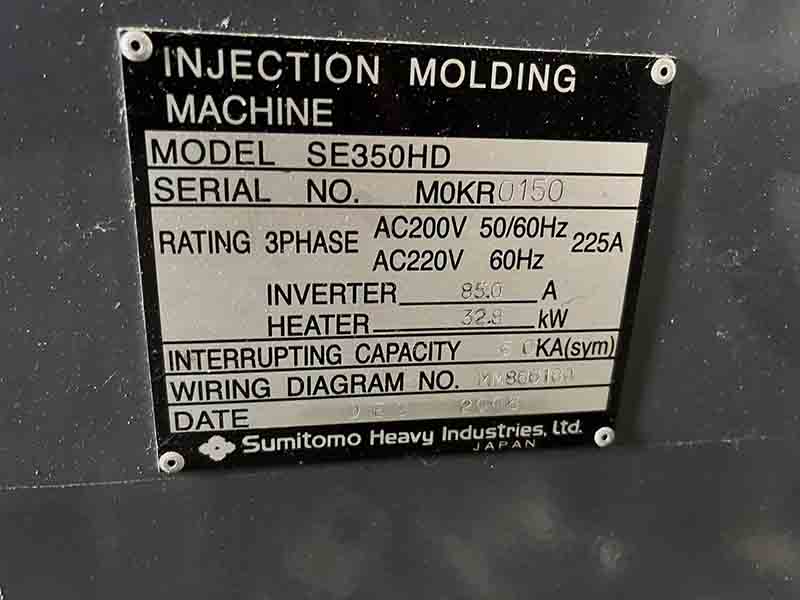 INJECTION MOLDING
MACHINE
MODEL SE350HD
SERIAL NO. M0KR0150
RATING 3PHASE AC200V 50/60Hz 225A
AC220V 60Hz
INVERTER 85.0 A
HEATER 32.8 kW
INTERRUPTING CAPACITY KA(sym)
WIRING DIAGRAM NO.
DATE
Sumitomo Heavy Industries, Ltd.
JAPAN